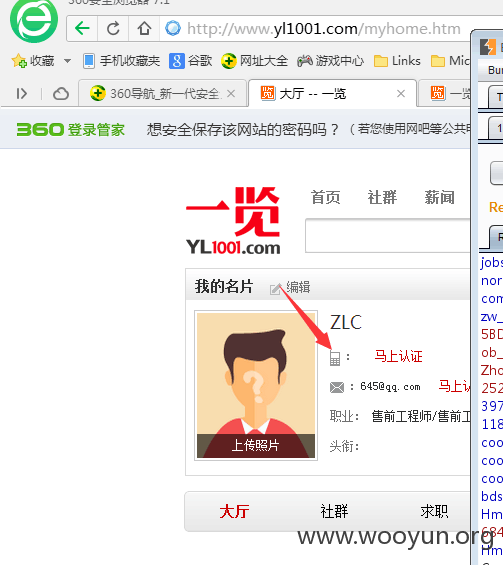 360安全浏览器 7.1
http://www.yl1001.com/myhome.htm
收藏 手机收藏夹 谷歌 网址大全 游戏中心 Links Mic
360导航_新一代安全 大厅 -- 一览 一览
360 登录管家 想安全保存该网站的密码吗？（若您使用网吧等公共电
Bur
T
1
一览
YL1001.com
首页 社群 薪闻
Re
R
我的名片 编辑
ZLC
： 马上认证
：645@qq.com 马上认
职业： 售前工程师/售前工
头衔：
上传照片
大厅 社群 求职
jobs
nor
com
zw_
5BD
ob_
Zho
252
397
118
coo
coo
coo
bds
Hm
684
Hm
www.wooyun.org